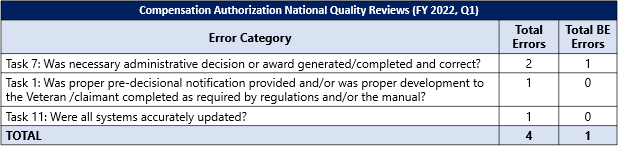 Compensation Authorization National Quality Reviews (FY 2022, Q1)
Error Category
Total
Errors
Total BE
Errors
Task 7: Was necessary administrative decision or award generated/completed and correct?
2
1
Task 1: Was proper pre-decisional notification provided and/or was proper development to
the Veteran /claimant completed as required by regulations and/or the manual?
1
0
Task 11: Were all systems accurately updated?
1
0
TOTAL
4
1